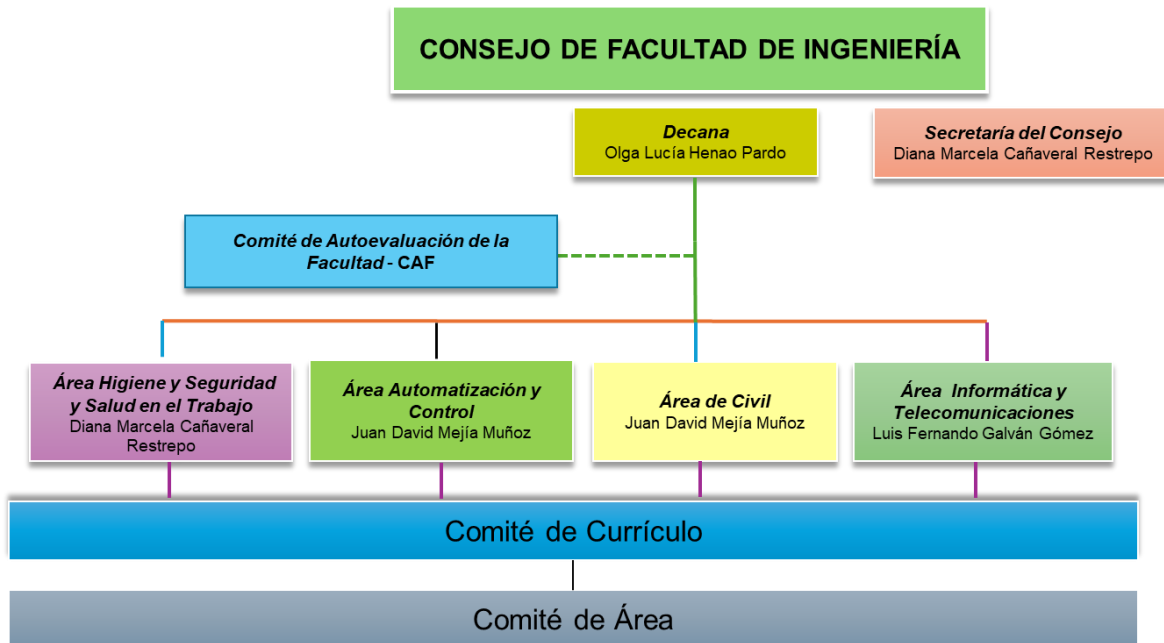 CONSEJO DE FACULTAD DE INGENIERÍA
Decana
Olga Lucía Henao Pardo
Secretaría del Consejo
Diana Marcela Cañaveral Restrepo
Comité de Autoevaluación de la
Facultad - CAF
Área Higiene y Seguridad
y Salud en el Trabajo
Diana Marcela Cañaveral
Restrepo
Área Automatización y
Control
Juan David Mejía Muñoz
Área de Civil
Juan David Mejía Muñoz
Área Informática y
Telecomunicaciones
Luis Fernando Galván Gómez
Comité de Currículo
Comité de Área